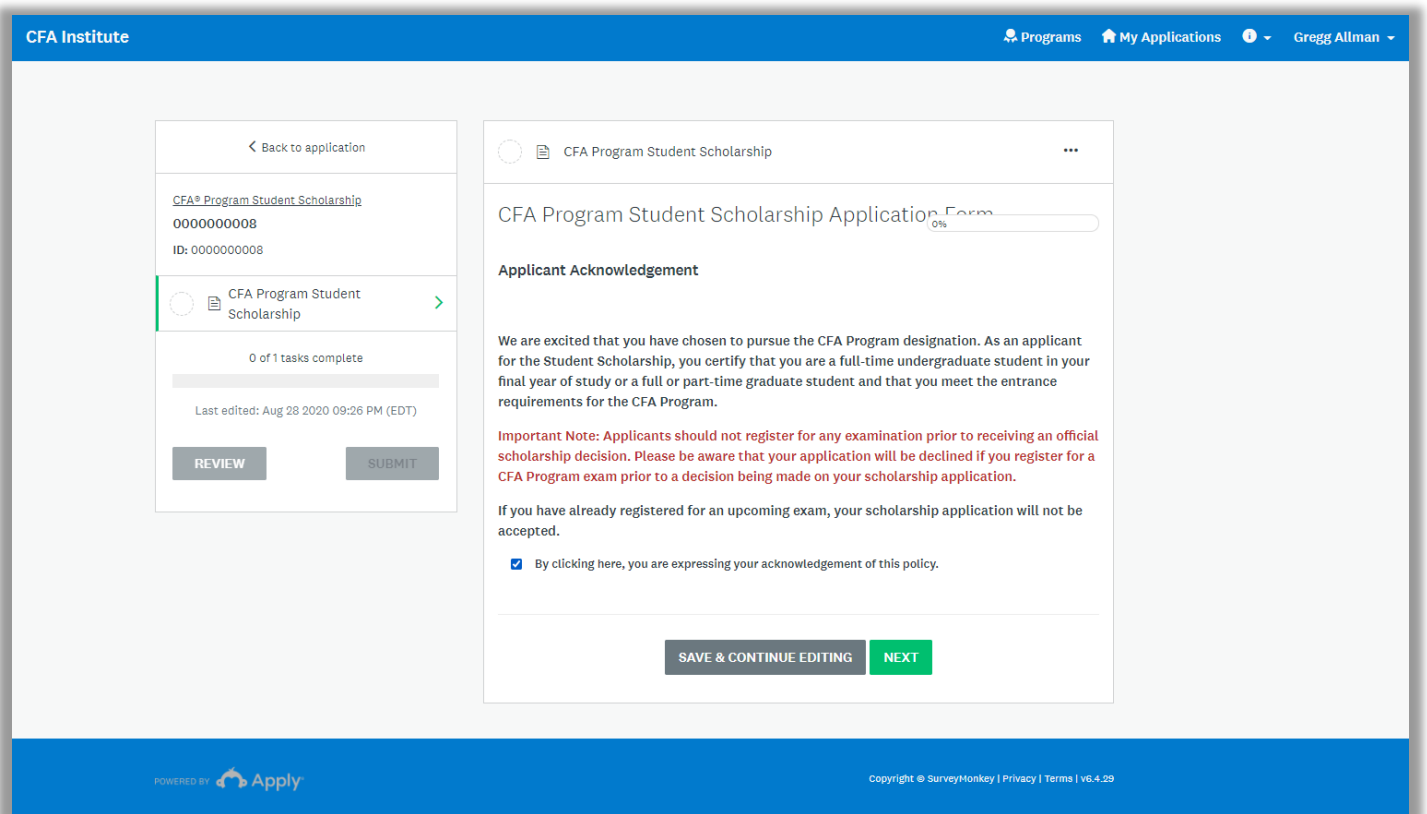 CFA Institute
Programs
My Applications
Gregg Allman
Back to application
CFA® Program Student Scholarship
0000000008
ID: 0000000008
CFA Program Student
Scholarship
0 of 1 tasks complete
Last edited: Aug 28 2020 09:26 PM (EDT)
REVIEW
SUBMIT
CFA Program Student Scholarship
...
CFA Program Student Scholarship Application Form
0%
Applicant Acknowledgement
We are excited that you have chosen to pursue the CFA Program designation. As an applicant
for the Student Scholarship, you certify that you are a full-time undergraduate student in your
final year of study or a full or part-time graduate student and that you meet the entrance
requirements for the CFA Program.
Important Note: Applicants should not register for any examination prior to receiving an official
scholarship decision. Please be aware that your application will be declined if you register for a
CFA Program exam prior to a decision being made on your scholarship application.
If you have already registered for an upcoming exam, your scholarship application will not be
accepted.
By clicking here, you are expressing your acknowledgement of this policy.
SAVE & CONTINUE EDITING
NEXT
POWERED BY Apply
Copyright © SurveyMonkey | Privacy | Terms | v6.4.29